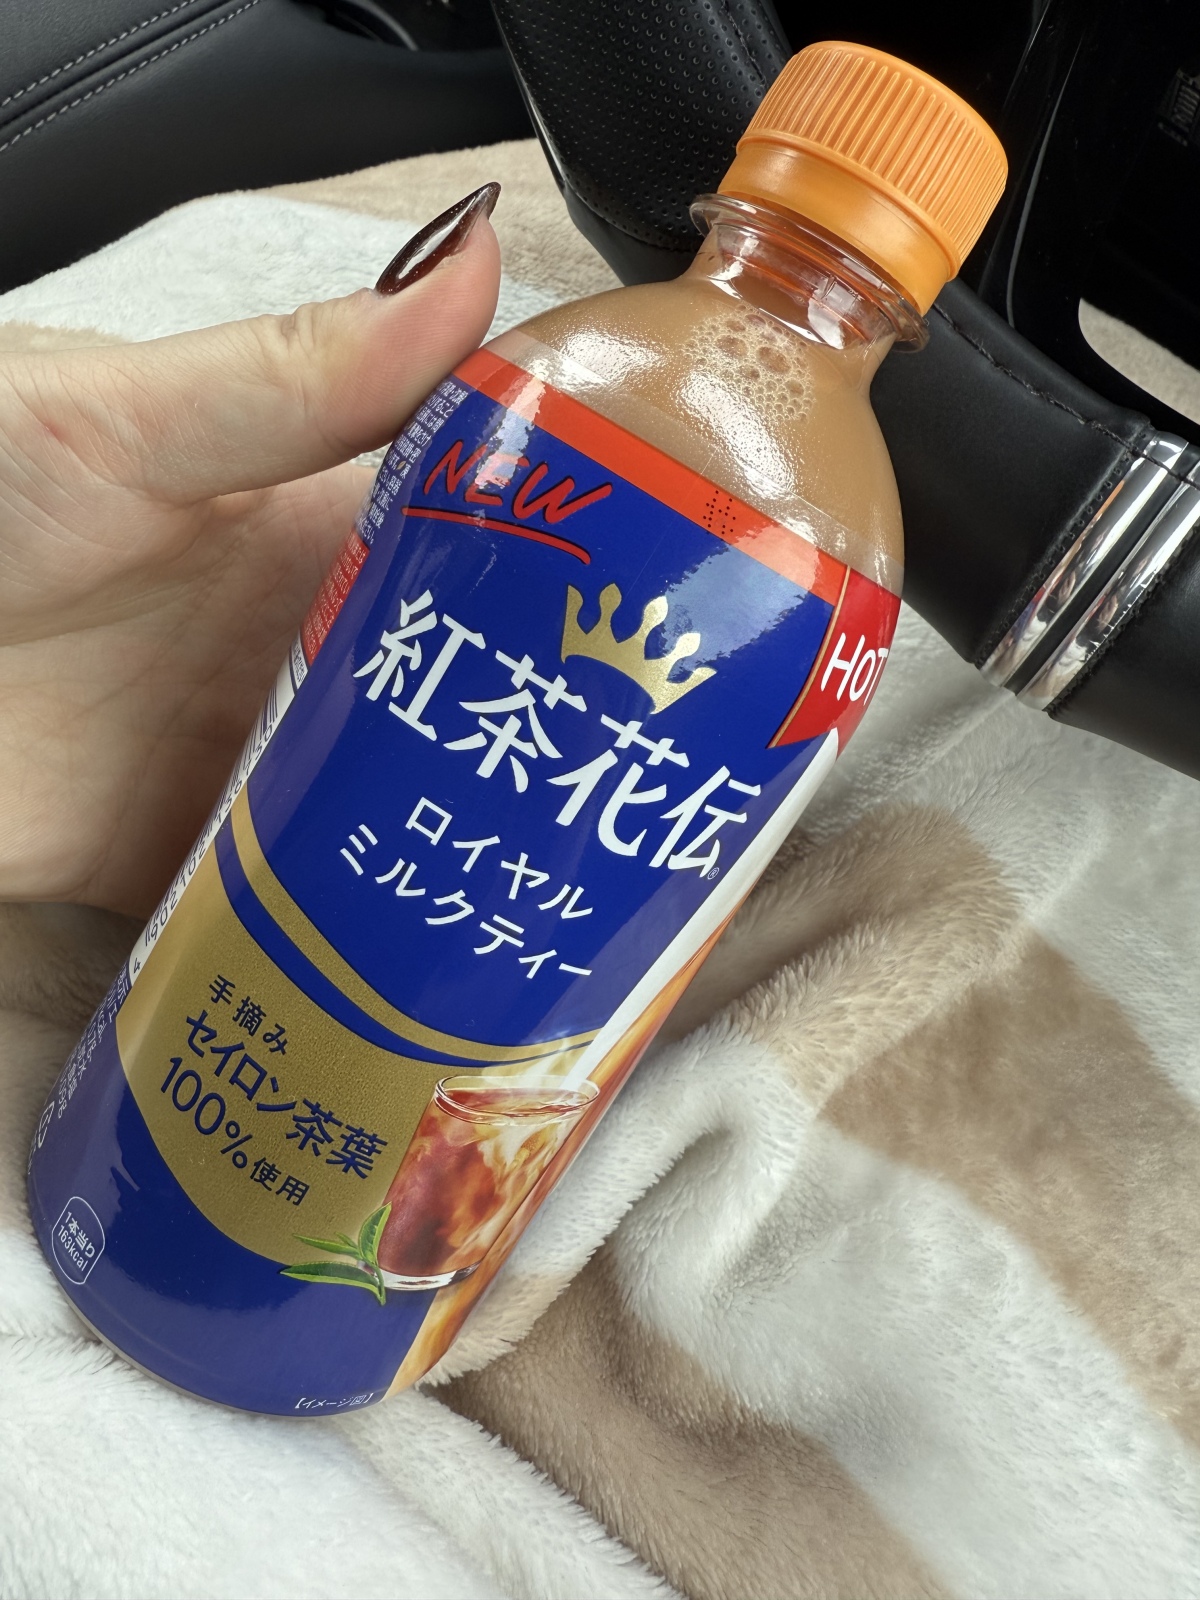 NEW
HOT
紅茶花伝®
ロイヤル
ミルクティー
手摘み
セイロン茶葉
100%使用
1本当り
163kcal
【イメージ図】